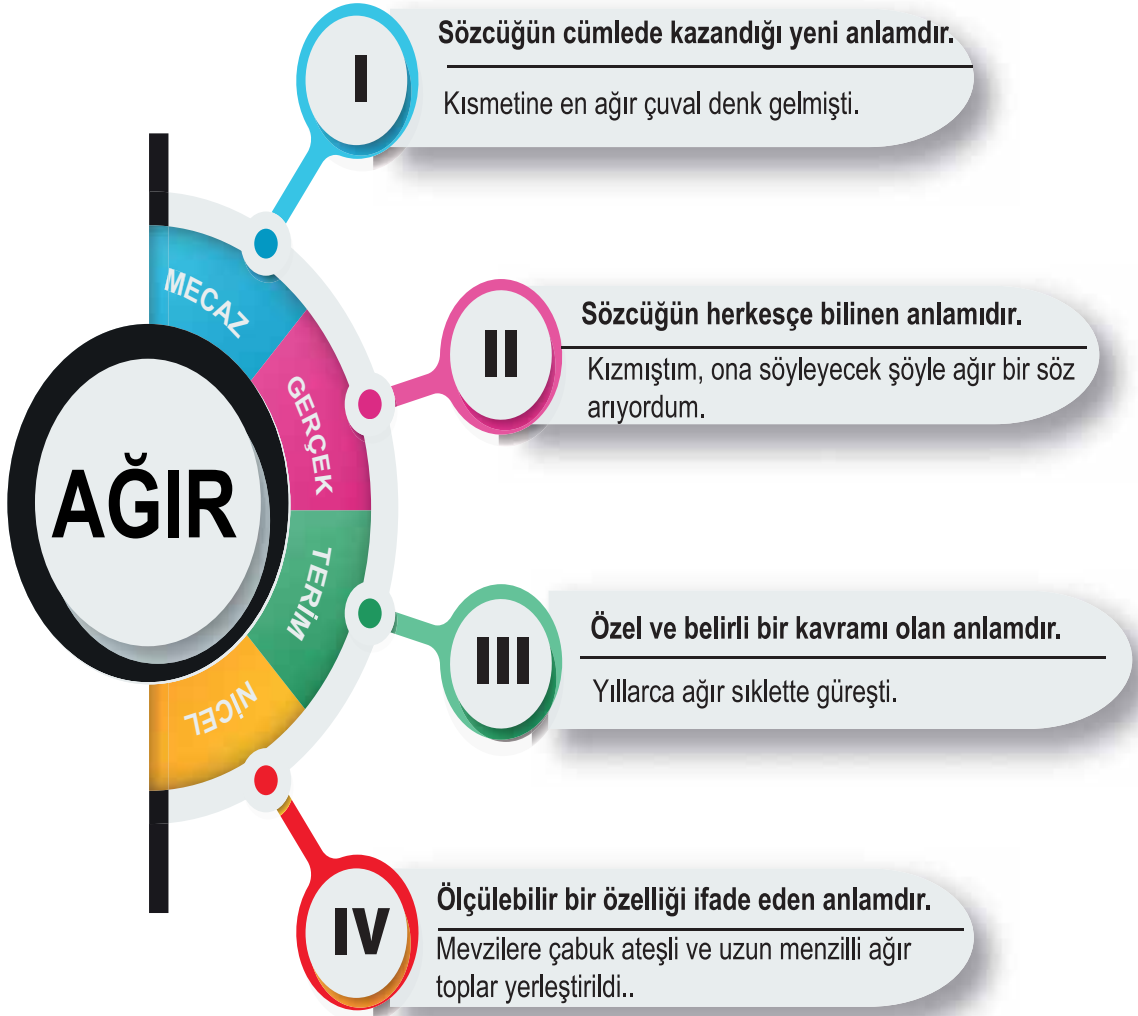 AĞIR
MECAZ
GERÇEK
TERİM
NİCEL
I
Sözcüğün cümlede kazandığı yeni anlamdır.
Kısmetine en ağır çuval denk gelmişti.
II
Sözcüğün herkesçe bilinen anlamıdır.
Kızmıştım, ona söyleyecek şöyle ağır bir söz
arıyordum.
III
Özel ve belirli bir kavramı olan anlamdır.
Yıllarca ağır sıklette güreşti.
IV
Ölçülebilir bir özelliği ifade eden anlamdır.
Mevzilere çabuk ateşli ve uzun menzilli ağır
toplar yerleştirildi..